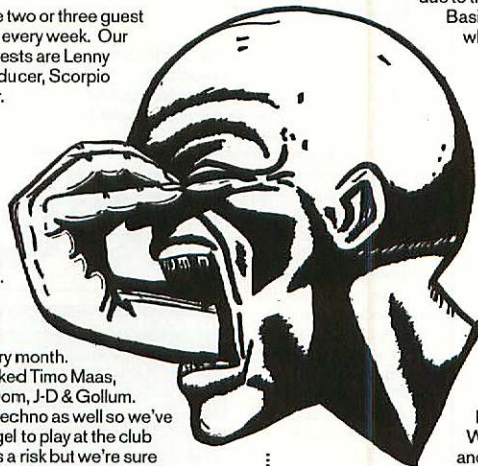 e two or three guest
every week. Our
ests are Lenny
ducer, Scorpio
ry month.
ked Timo Maas,
om, J-D & Gollum.
echno as well so we've
gel to play at the club
s a risk but we're sure
Basi
wh
W
and